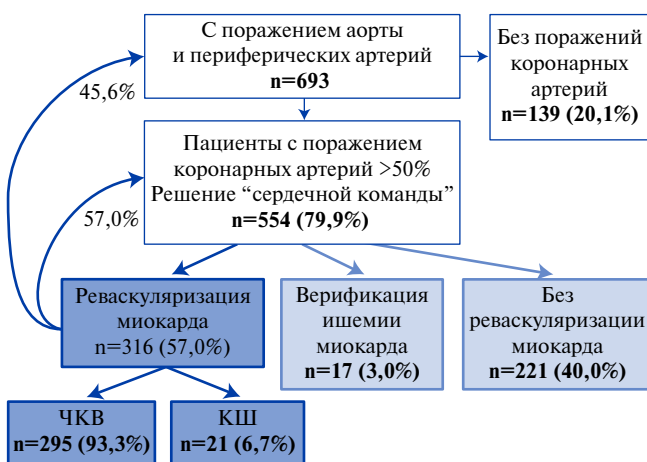 С поражением аорты
и периферических артерий
n=693
Без поражений
коронарных
артерий
n=139 (20,1%)
45,6%
Пациенты с поражением
коронарных артерий >50%
Решение “сердечной команды”
n=554 (79,9%)
57,0%
Реваскуляризация
миокарда
n=316 (57,0%)
Верификация
ишемии
миокарда
n=17 (3,0%)
Без
реваскуляризации
миокарда
n=221 (40,0%)
ЧКВ
n=295 (93,3%)
КШ
n=21 (6,7%)